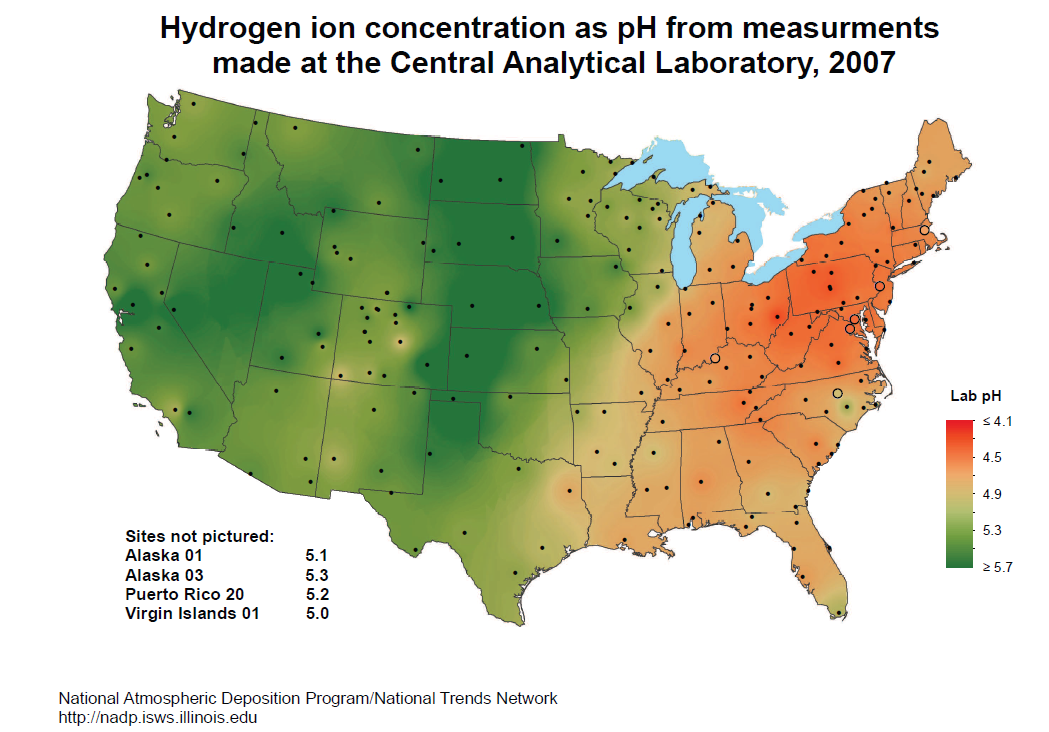 Hydrogen ion concentration as pH from measurments
made at the Central Analytical Laboratory, 2007
Lab pH
≤ 4.1
4.5
4.9
5.3
≥ 5.7
Sites not pictured:
Alaska 01 5.1
Alaska 03 5.3
Puerto Rico 20 5.2
Virgin Islands 01 5.0
National Atmospheric Deposition Program/National Trends Network
http://nadp.isws.illinois.edu